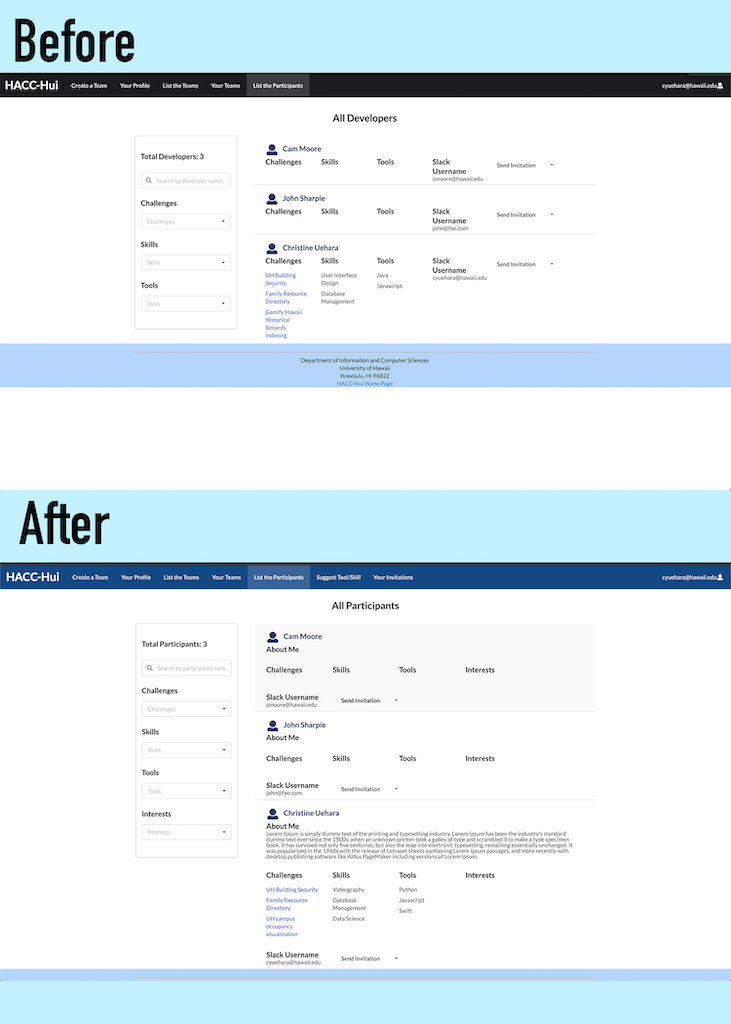 Before
HACC-Hui Create a Team Your Profile List the Teams Your Teams List the Participants cyuehara@hawaii.edu
All Developers
Total Developers: 3
Search by developer name...
Challenges
Challenges
Skills
Skills
Tools
Tools
Cam Moore
Challenges Skills Tools Slack Username Send Invitation
cmoore@hawaii.edu
John Sharpie
Challenges Skills Tools Slack Username Send Invitation
john@foo.com
Christine Uehara
Challenges Skills Tools Slack Username Send Invitation
cyuehara@hawaii.edu
UH Building Security
Family Resource Directory
Gamify Hawaii Historical Records Indexing
User Interface Design
Database Management
Java
Javascript
Department of Information and Computer Sciences
University of Hawaii
Honolulu, HI 96822
HACC-Hui Home Page
After
HACC-Hui Create a Team Your Profile List the Teams Your Teams List the Participants Suggest Tool/Skill Your Invitations cyuehara@hawaii.edu
All Participants
Total Participants: 3
Search by participants name
Challenges
Challenges
Skills
Skills
Tools
Tools
Interests
Interests
Cam Moore
About Me
Challenges Skills Tools Interests
Slack Username Send Invitation
cmoore@hawaii.edu
John Sharpie
About Me
Challenges Skills Tools Interests
Slack Username Send Invitation
john@foo.com
Christine Uehara
About Me
Lorem Ipsum is simply dummy text of the printing and typesetting industry. Lorem Ipsum has been the industry's standard
dummy text ever since the 1500s, when an unknown printer took a galley of type and scrambled it to make a type specimen
book. It has survived not only five centuries, but also the leap into electronic typesetting, remaining essentially unchanged. It
was popularised in the 1960s with the release of Letraset sheets containing Lorem Ipsum passages, and more recently with
desktop publishing software like Aldus PageMaker including versions of Lorem Ipsum.
Challenges Skills Tools Interests
UH Building Security
Family Resource Directory
UH campus occupancy visualization
Videography
Database Management
Data Science
Python
Javascript
Swift
Slack Username Send Invitation
cyuehara@hawaii.edu